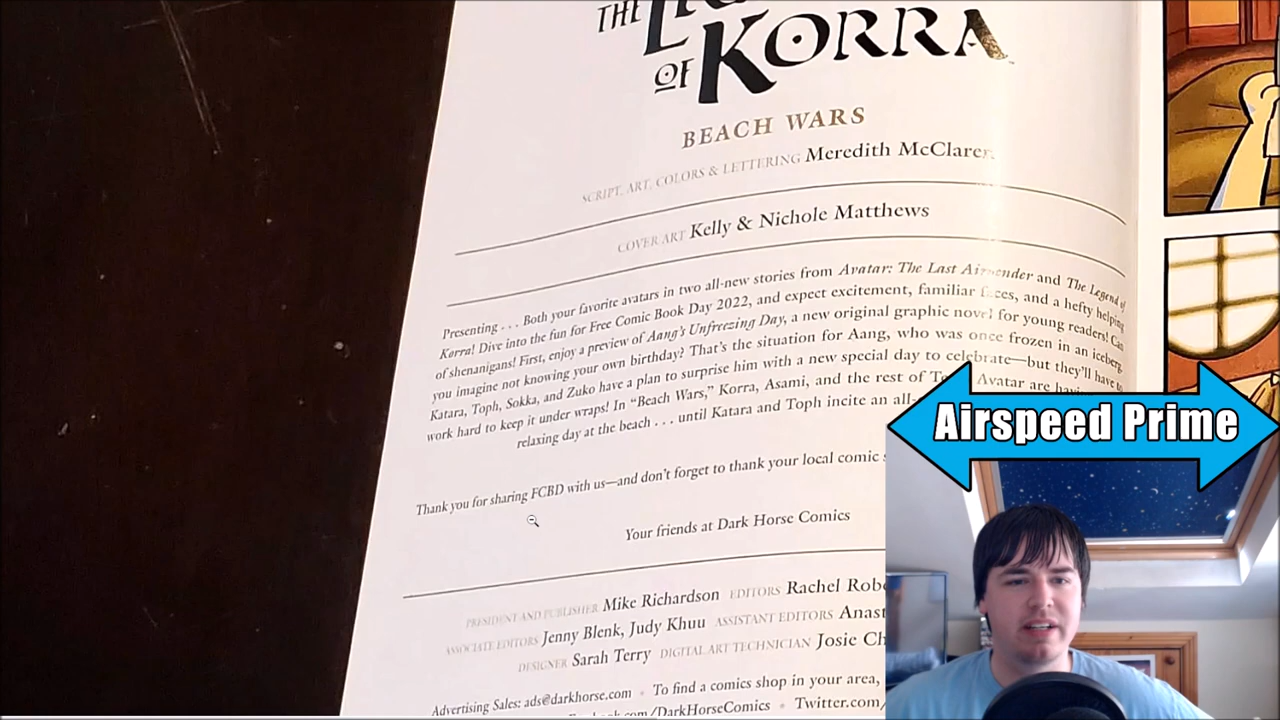 THE
OF KORRA
BEACH WARS
SCRIPT, ART, COLORS & LETTERING Meredith McClaren
COVER ART Kelly & Nichole Matthews
Presenting . . . Both your favorite avatars in two all-new stories from Avatar: The Last Airbender and The Legend of
Korra! Dive into the fun for Free Comic Book Day 2022, and expect excitement, familiar faces, and a hefty helping
of shenanigans! First, enjoy a preview of Aang's Unfreezing Day, a new original graphic novel for young readers! Can
you imagine not knowing your own birthday? That's the situation for Aang, who was once frozen in an iceberg.
Katara, Toph, Sokka, and Zuko have a plan to surprise him with a new special day to celebrate—but they'll have to
work hard to keep it under wraps! In “Beach Wars,” Korra, Asami, and the rest of Team Avatar are having
relaxing day at the beach . . . until Katara and Toph incite an all-
Thank you for sharing FCBD with us—and don't forget to thank your local comic
Your friends at Dark Horse Comics
PRESIDENT AND PUBLISHER Mike Richardson EDITORS Rachel
ASSOCIATE EDITORS Jenny Blenk, Judy Khuu ASSISTANT EDITORS
DESIGNER Sarah Terry DIGITAL ART TECHNICIAN Josie
Advertising Sales: ads@darkhorse.com • To find a comics shop in your area,
Facebook.com/DarkHorseComics • Twitter.com/
Airspeed Prime